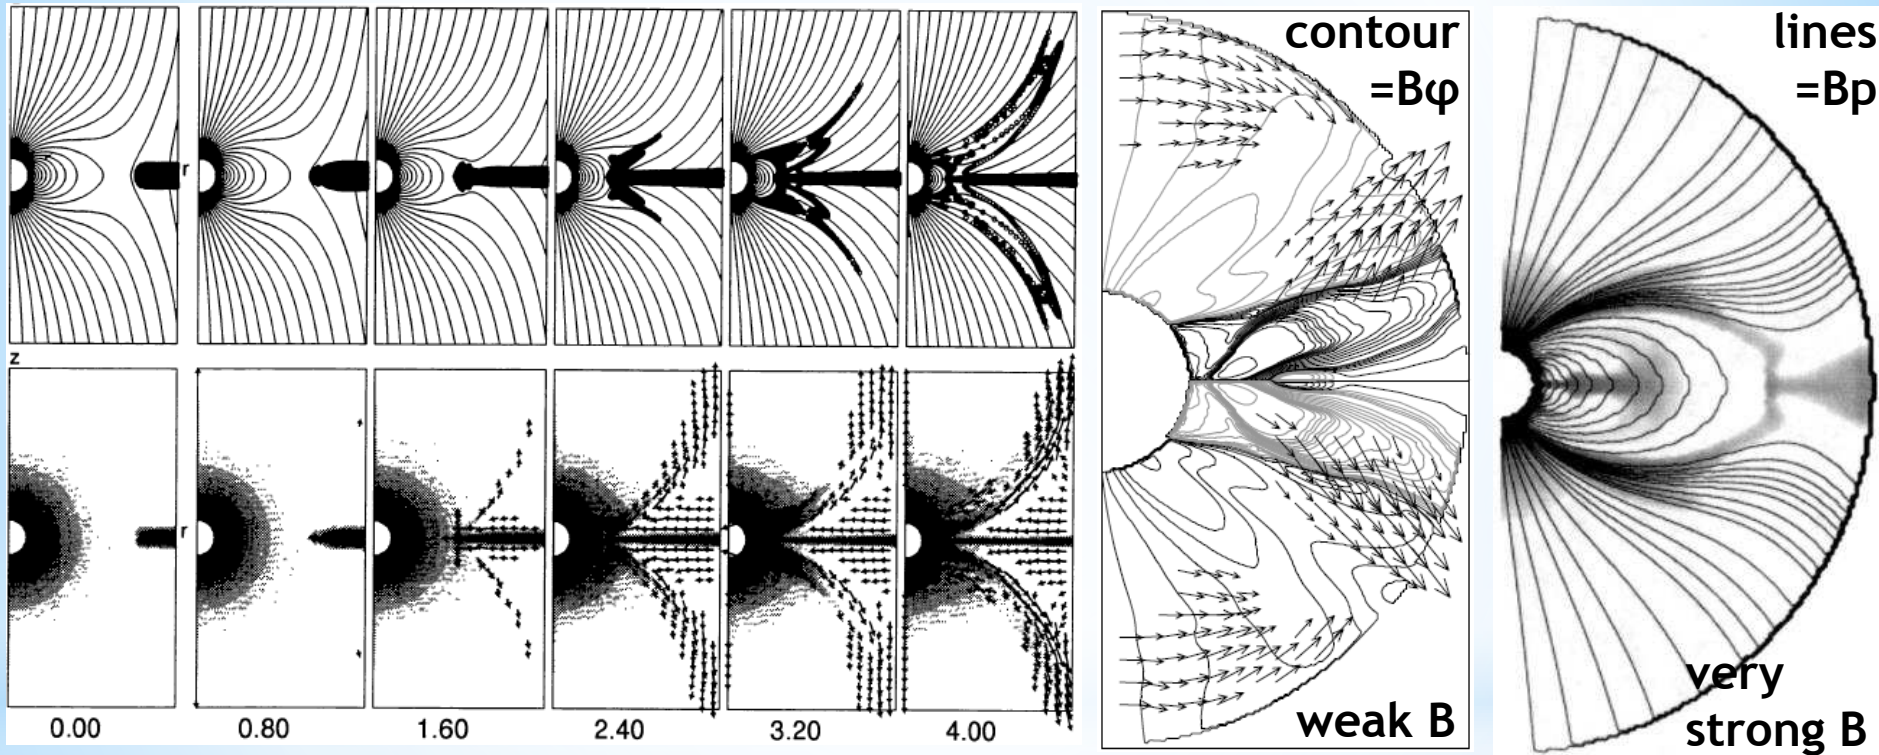 r
z
r
0.00
0.80
1.60
2.40
3.20
4.00
contour
=Bφ
weak B
lines
=Bp
very
strong B